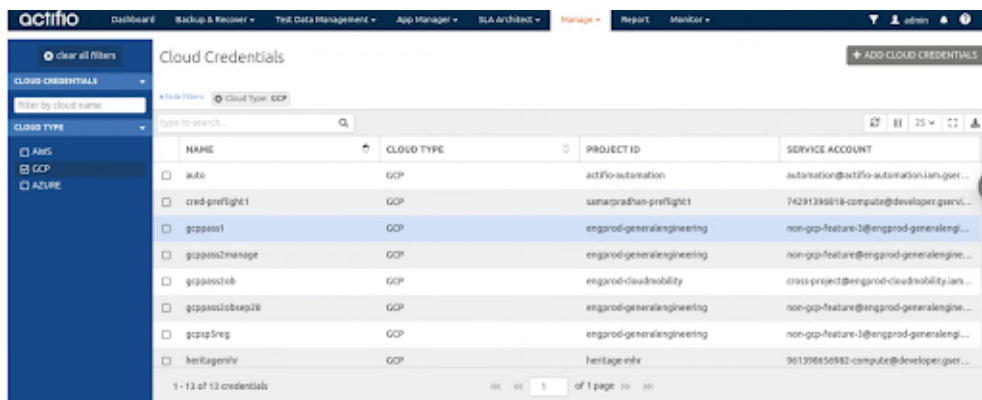 actifio Dashboard Backup & Recover Test Data Management App Manager SLA Architect Manage Report Monitor admin
clear all filters
CLOUD CREDENTIALS
filter by cloud name
CLOUD TYPE
AWS
GCP
AZURE
Cloud Credentials
+ ADD CLOUD CREDENTIALS
hide filters Cloud Type: GCP
type to search... 25
NAME CLOUD TYPE PROJECT ID SERVICE ACCOUNT
auto GCP actifio-automation automation@actifio-automation.iam.gser...
cred-preflight1 GCP samarpradhan-preflight1 74291396818-compute@developer.gservi...
gcppass1 GCP engprod-generalengineering non-gcp-feature-3@engprod-generalengi...
gcppass2manage GCP engprod-generalengineering non-gcp-feature@engprod-generalengine...
gcppass2ob GCP engprod-cloudmobility cross-project@engprod-cloudmobility.iam...
gcppass2obsep28 GCP engprod-generalengineering non-gcp-feature@engprod-generalengine...
gcpsp5reg GCP engprod-generalengineering non-gcp-feature-3@engprod-generalengi...
heritagemhr GCP heritage-mhr 961398656982-compute@developer.gser...
1 - 13 of 13 credentials 1 of 1 page